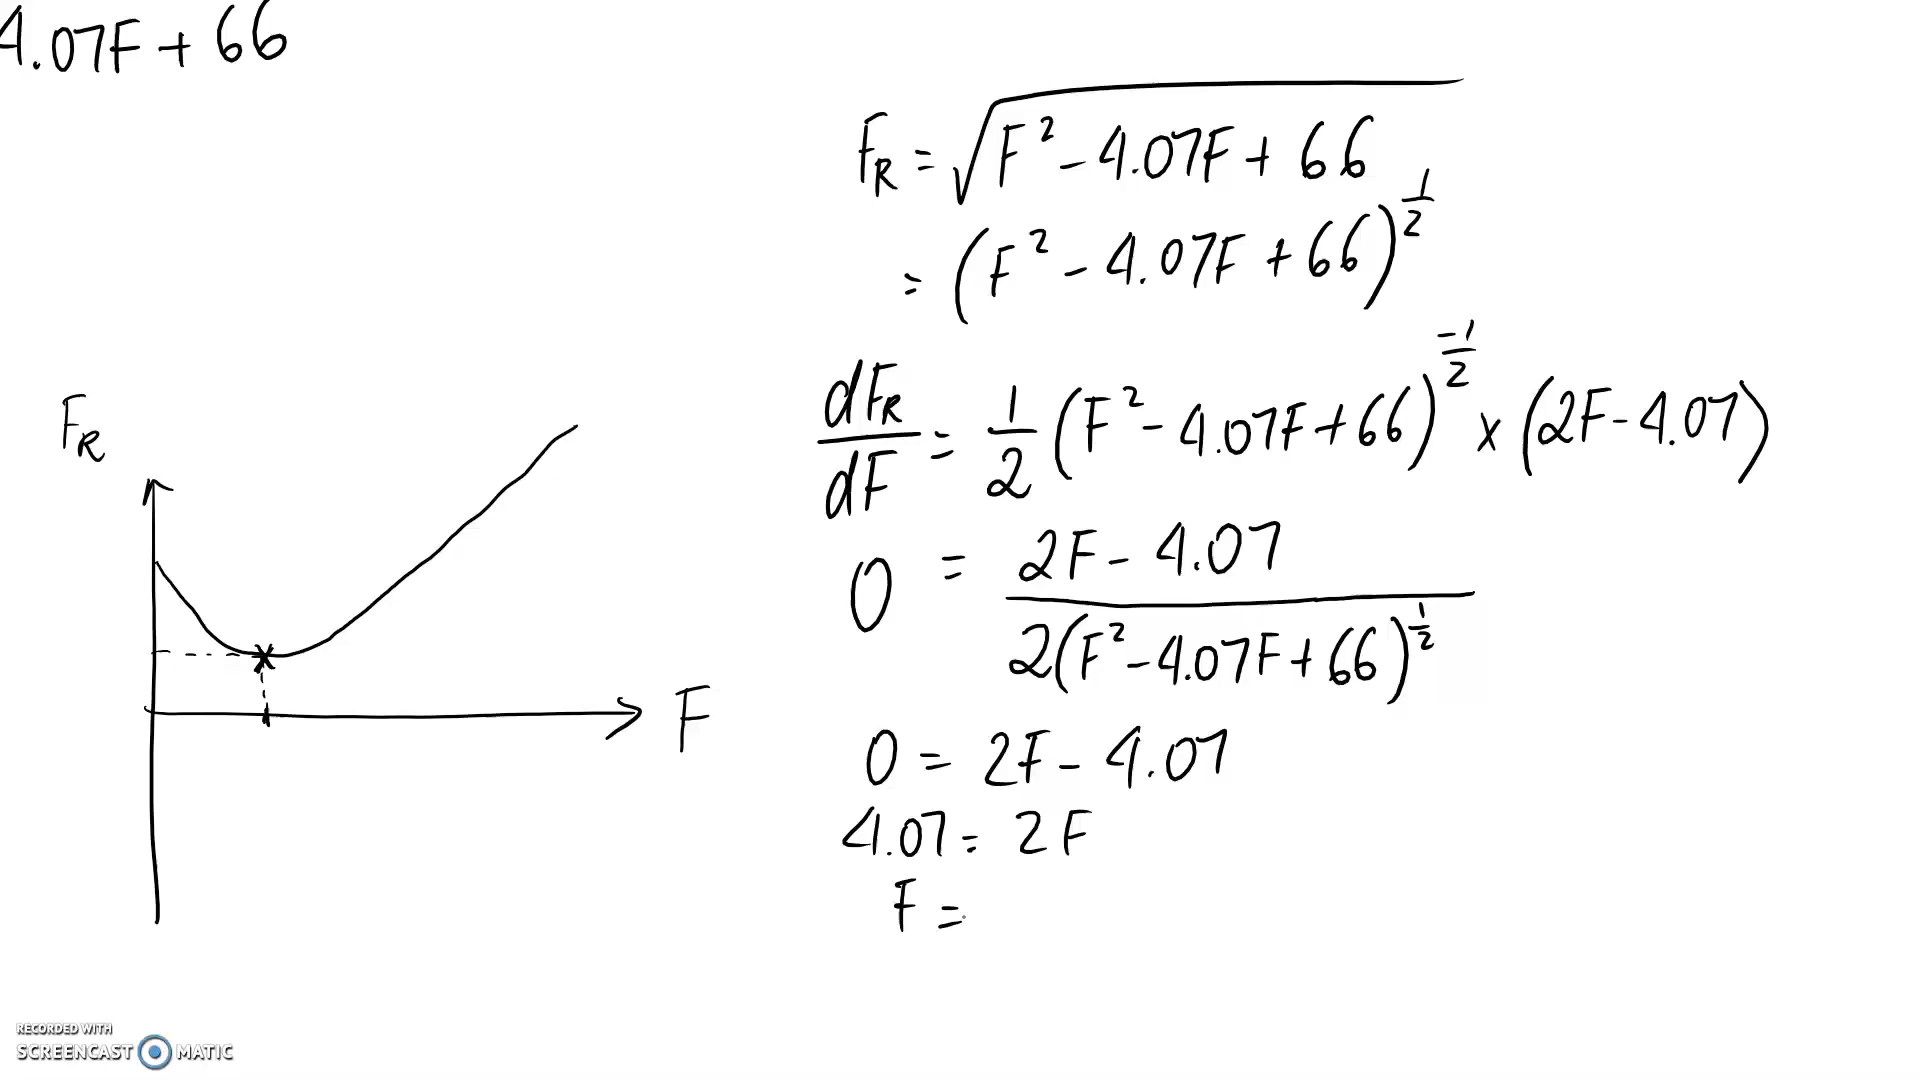 4.07F + 66
F_R = √(F² - 4.07F + 66)
= (F² - 4.07F + 66)^(1/2)
dF_R/dF = 1/2 (F² - 4.07F + 66)^(-1/2) × (2F - 4.07)
0 = (2F - 4.07)/(2(F² - 4.07F + 66)^(1/2))
0 = 2F - 4.07
4.07 = 2F
F =
F_R
F
RECORDED WITH
SCREENCAST MATIC